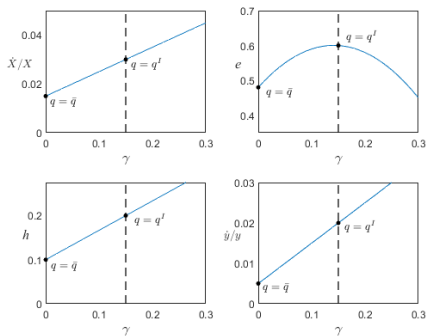 0.04
0.02
0
Ẋ/X
q = q̄
q = q^I
0 0.1 0.2 0.3
γ
0.7
0.6
0.5
0.4
e
q = q^I
q = q̄
0 0.1 0.2 0.3
γ
0.2
0.1
0
h
q = q^I
q = q̄
0 0.1 0.2 0.3
γ
0.03
0.02
0.01
0
ẏ/y
q = q^I
q = q̄
0 0.1 0.2 0.3
γ